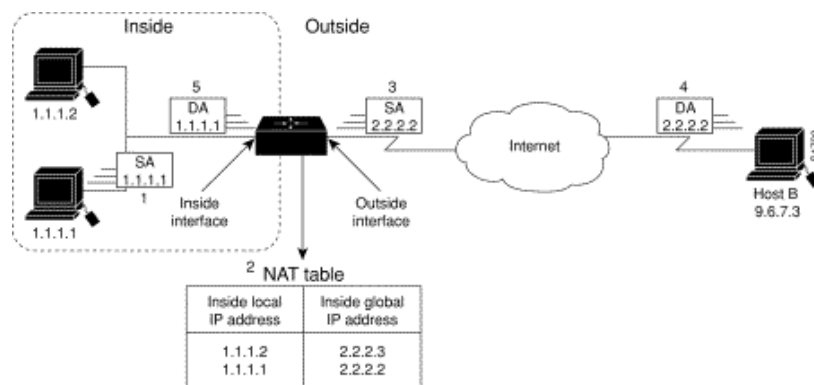 Inside
Outside
5
DA
1.1.1.1
3
SA
2.2.2.2
4
DA
2.2.2.2
1.1.1.2
SA
1.1.1.1
1
1.1.1.1
Internet
Inside
interface
Outside
interface
Host B
9.6.7.3
2
NAT table
Inside local
IP address
Inside global
IP address
1.1.1.2
2.2.2.3
1.1.1.1
2.2.2.2